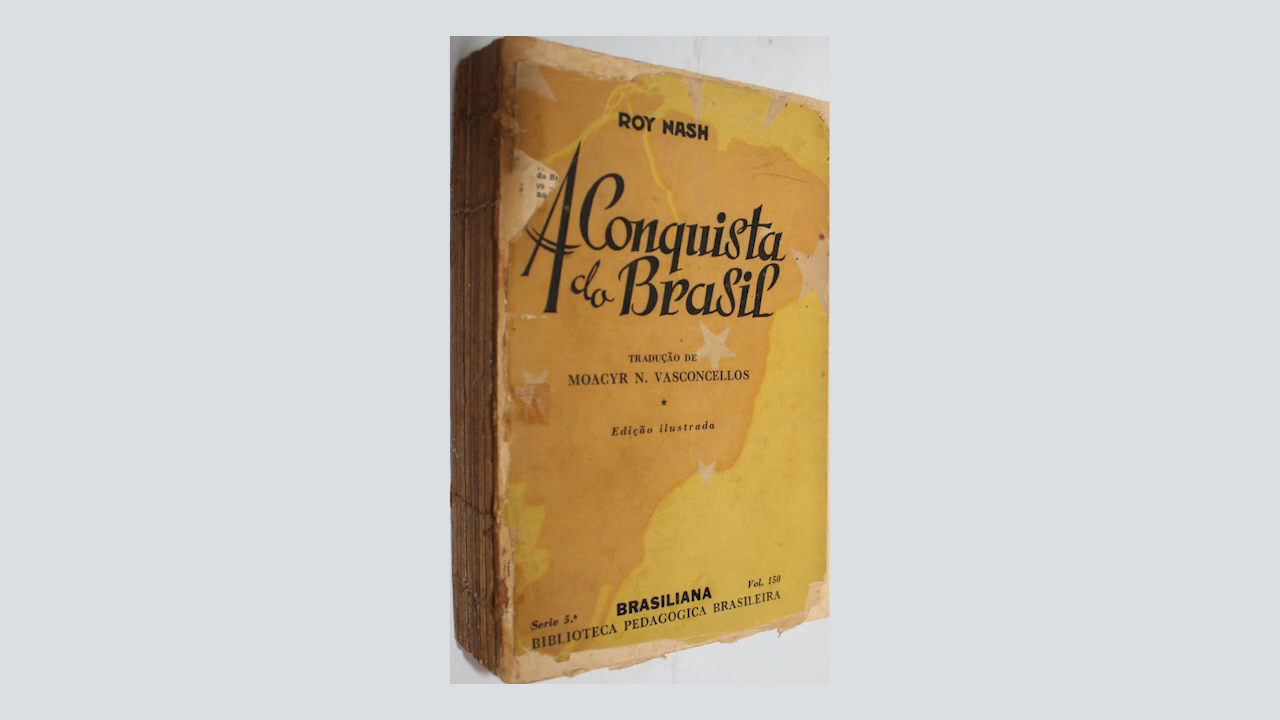 ROY NASH
A Conquista
do Brasil
TRADUÇÃO DE
MOACYR N. VASCONCELLOS
★
Edição ilustrada
Serie 5.ª BRASILIANA Vol. 150
BIBLIOTECA PEDAGOGICA BRASILEIRA